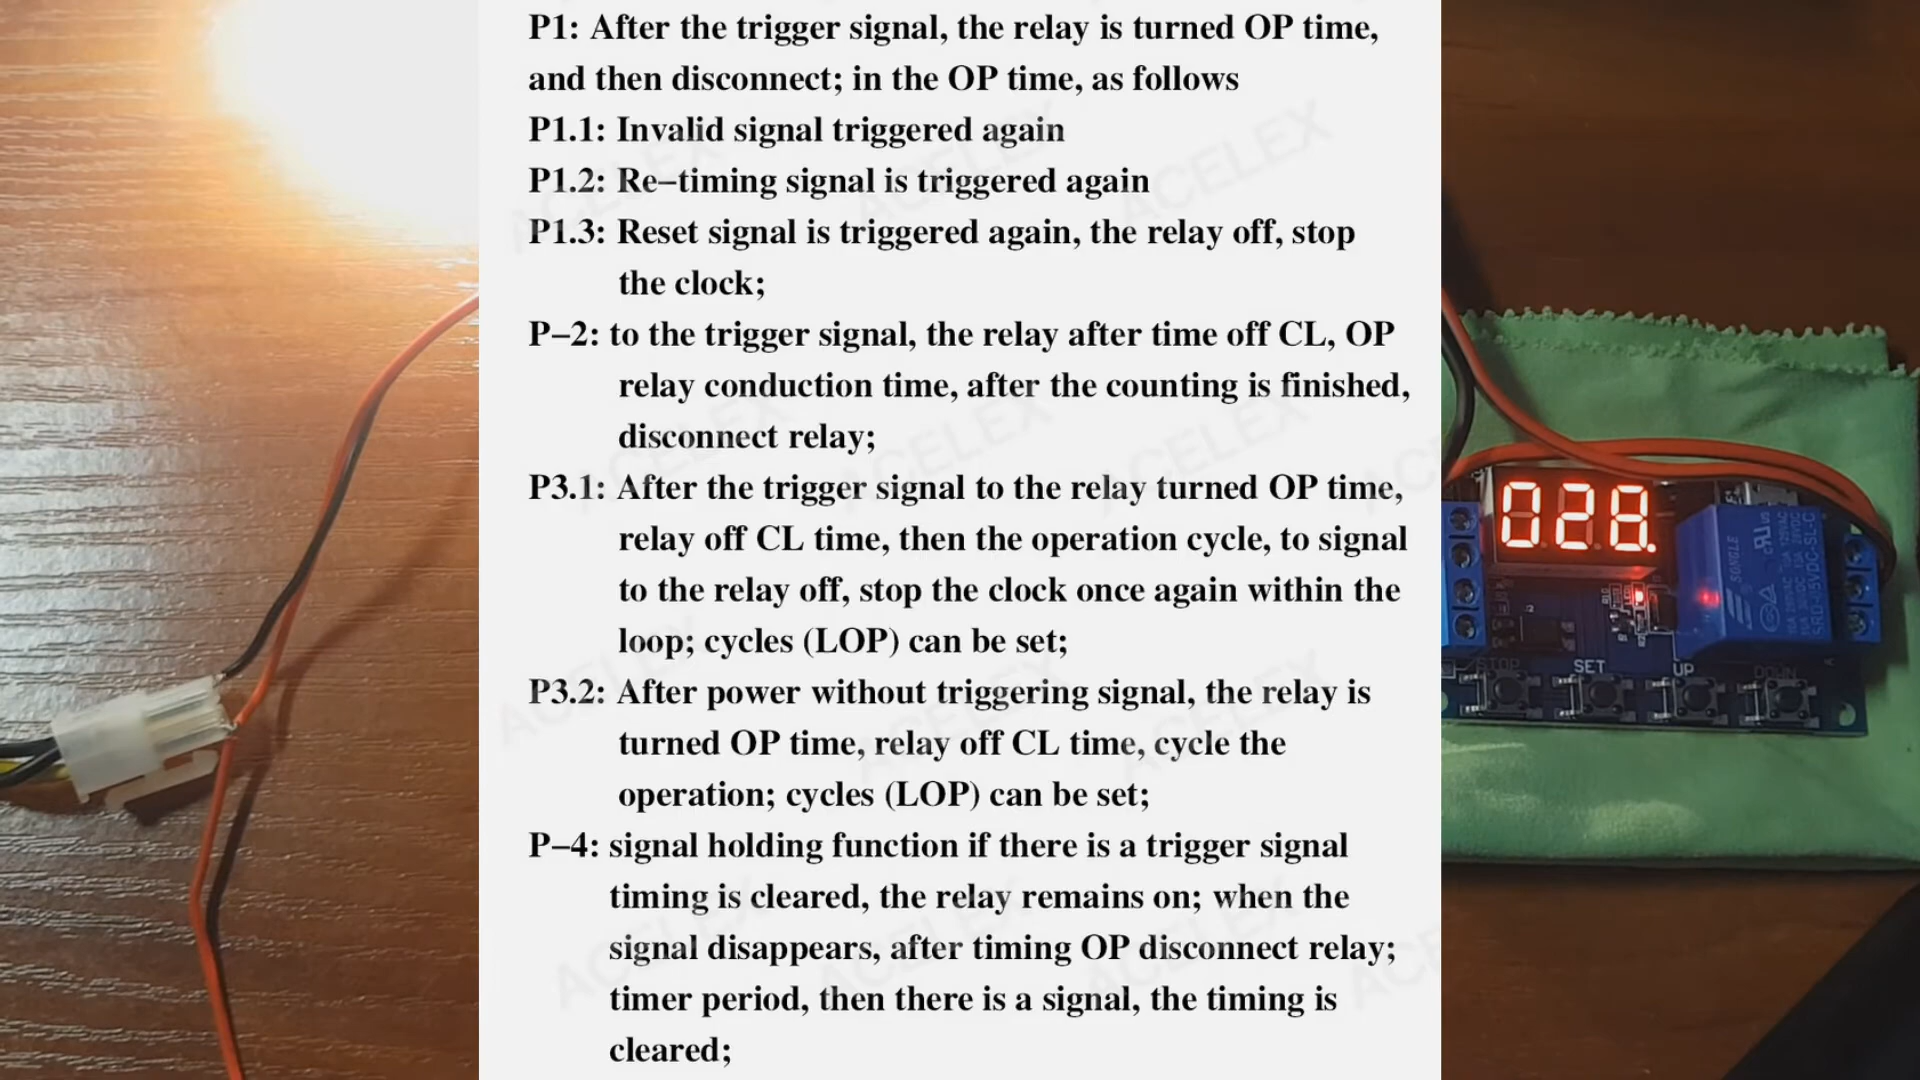 P1: After the trigger signal, the relay is turned OP time,
and then disconnect; in the OP time, as follows
P1.1: Invalid signal triggered again
P1.2: Re–timing signal is triggered again
P1.3: Reset signal is triggered again, the relay off, stop
the clock;
P–2: to the trigger signal, the relay after time off CL, OP
relay conduction time, after the counting is finished,
disconnect relay;
P3.1: After the trigger signal to the relay turned OP time,
relay off CL time, then the operation cycle, to signal
to the relay off, stop the clock once again within the
loop; cycles (LOP) can be set;
P3.2: After power without triggering signal, the relay is
turned OP time, relay off CL time, cycle the
operation; cycles (LOP) can be set;
P–4: signal holding function if there is a trigger signal
timing is cleared, the relay remains on; when the
signal disappears, after timing OP disconnect relay;
timer period, then there is a signal, the timing is
cleared;
ACELEX
028.
SONGLE
SRD-05VDC-SL-C
STOP SET UP DOWN